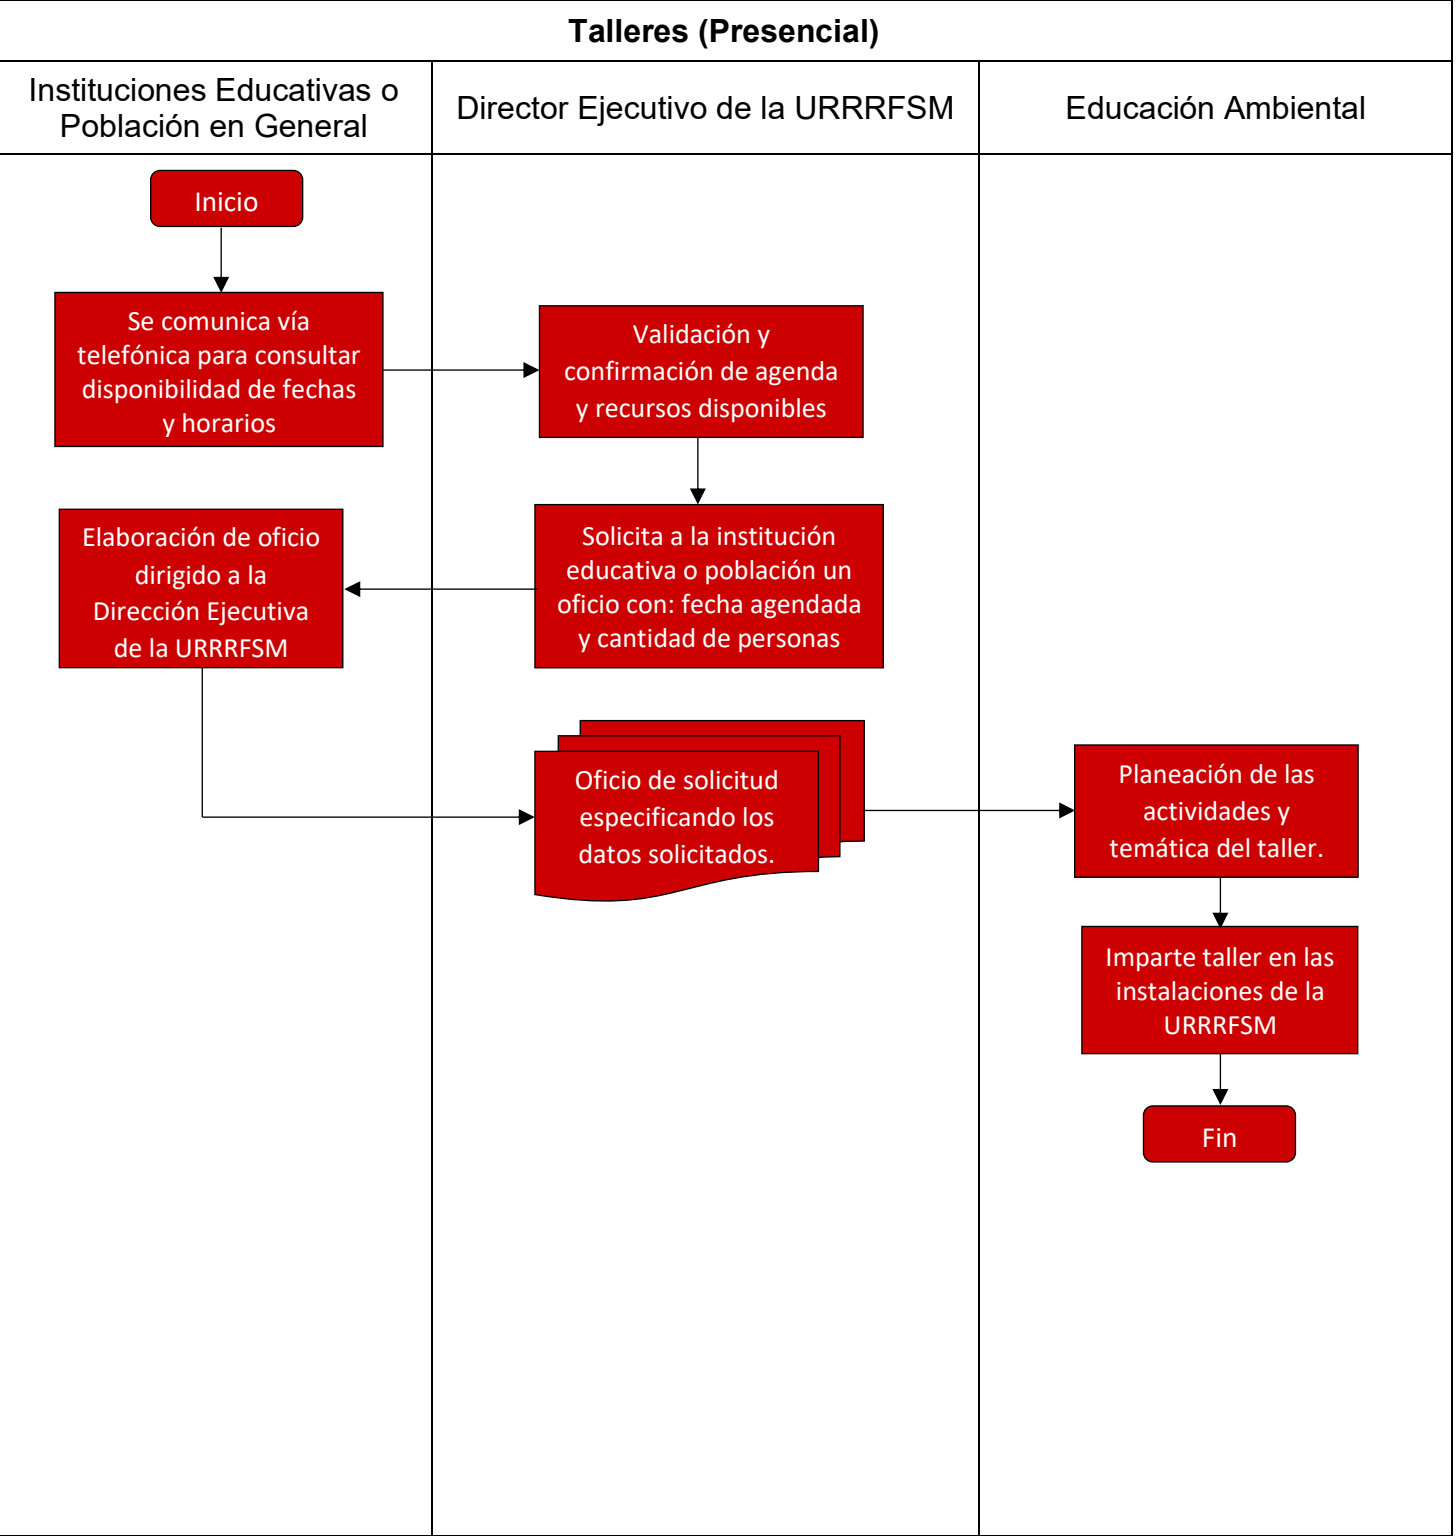 Talleres (Presencial)
Instituciones Educativas o
Población en General
Director Ejecutivo de la URRRFSM
Educación Ambiental
Inicio
Se comunica vía
telefónica para consultar
disponibilidad de fechas
y horarios
Validación y
confirmación de agenda
y recursos disponibles
Solicita a la institución
educativa o población un
oficio con: fecha agendada
y cantidad de personas
Elaboración de oficio
dirigido a la
Dirección Ejecutiva
de la URRRFSM
Oficio de solicitud
especificando los
datos solicitados.
Planeación de las
actividades y
temática del taller.
Imparte taller en las
instalaciones de la
URRRFSM
Fin